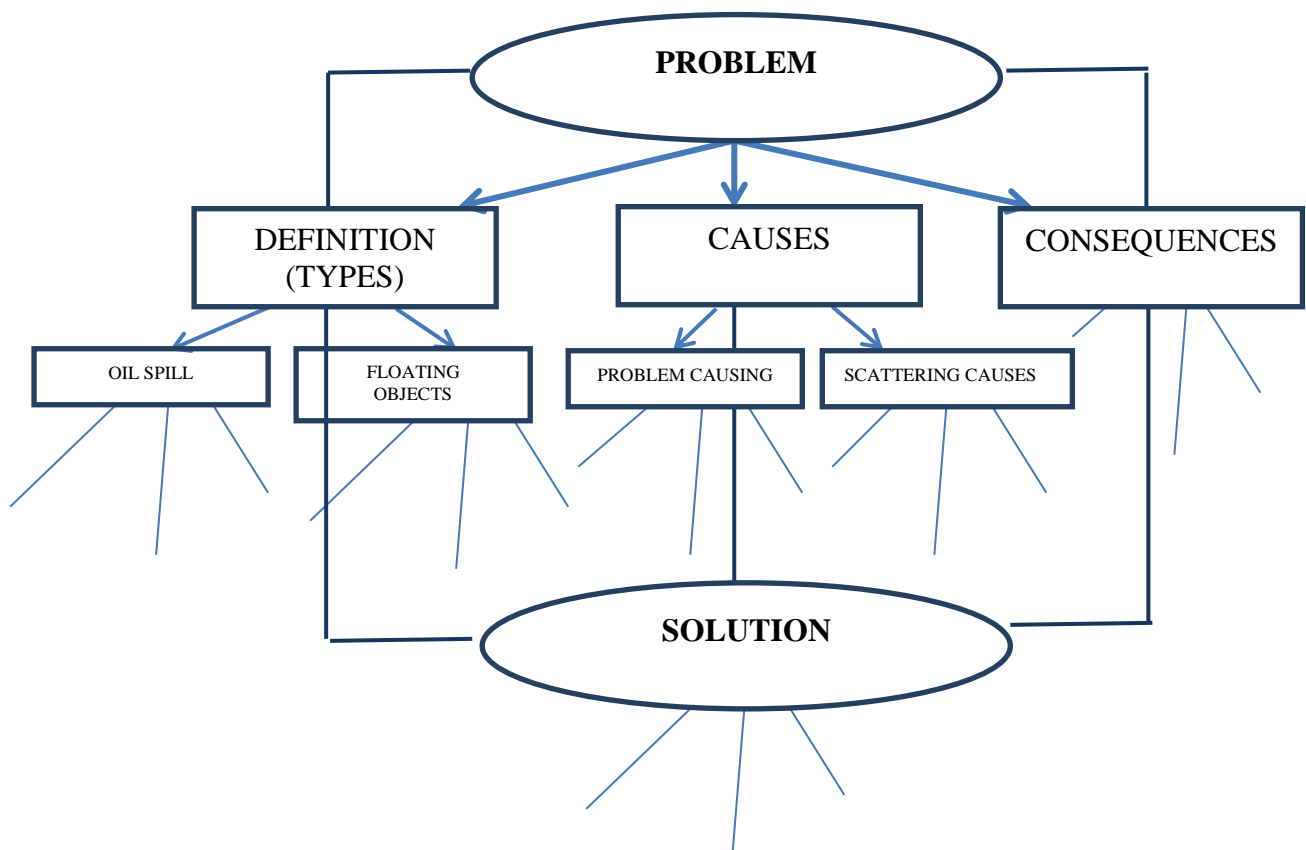 PROBLEM
DEFINITION
(TYPES)
CAUSES
CONSEQUENCES
OIL SPILL
FLOATING
OBJECTS
PROBLEM CAUSING
SCATTERING CAUSES
SOLUTION